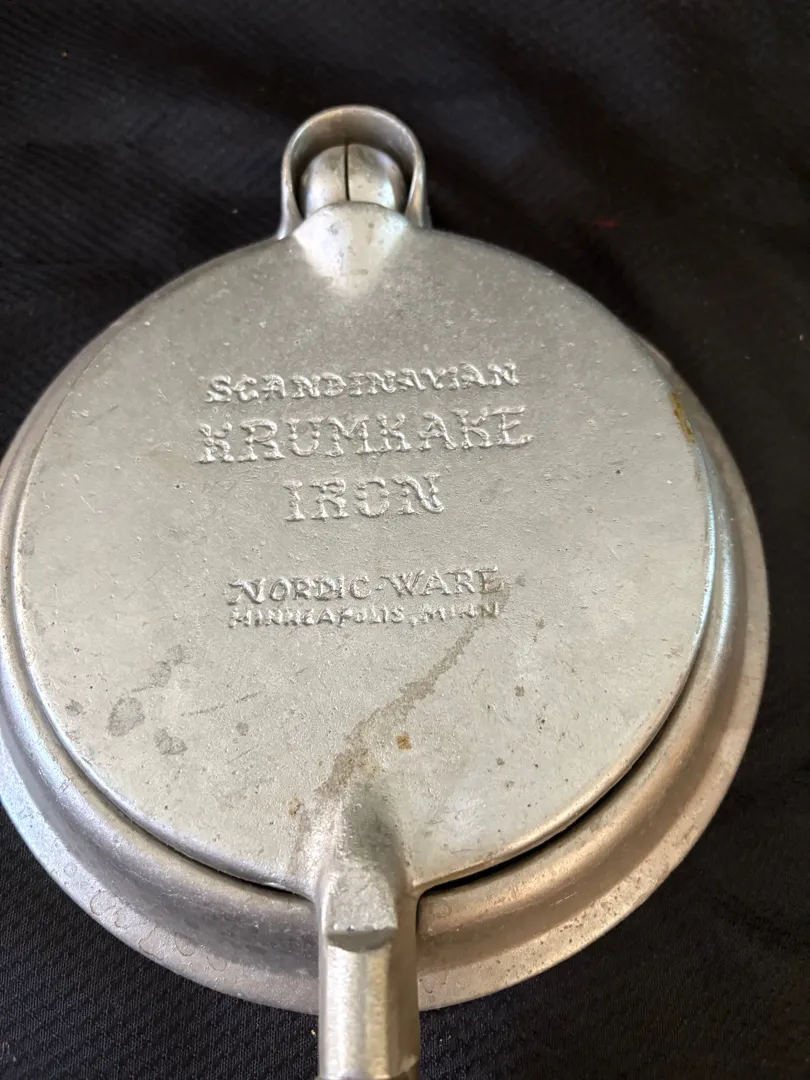 SCANDINAVIAN
KRUMKAKE
IRON
NORDIC-WARE
MINNEAPOLIS, MINN